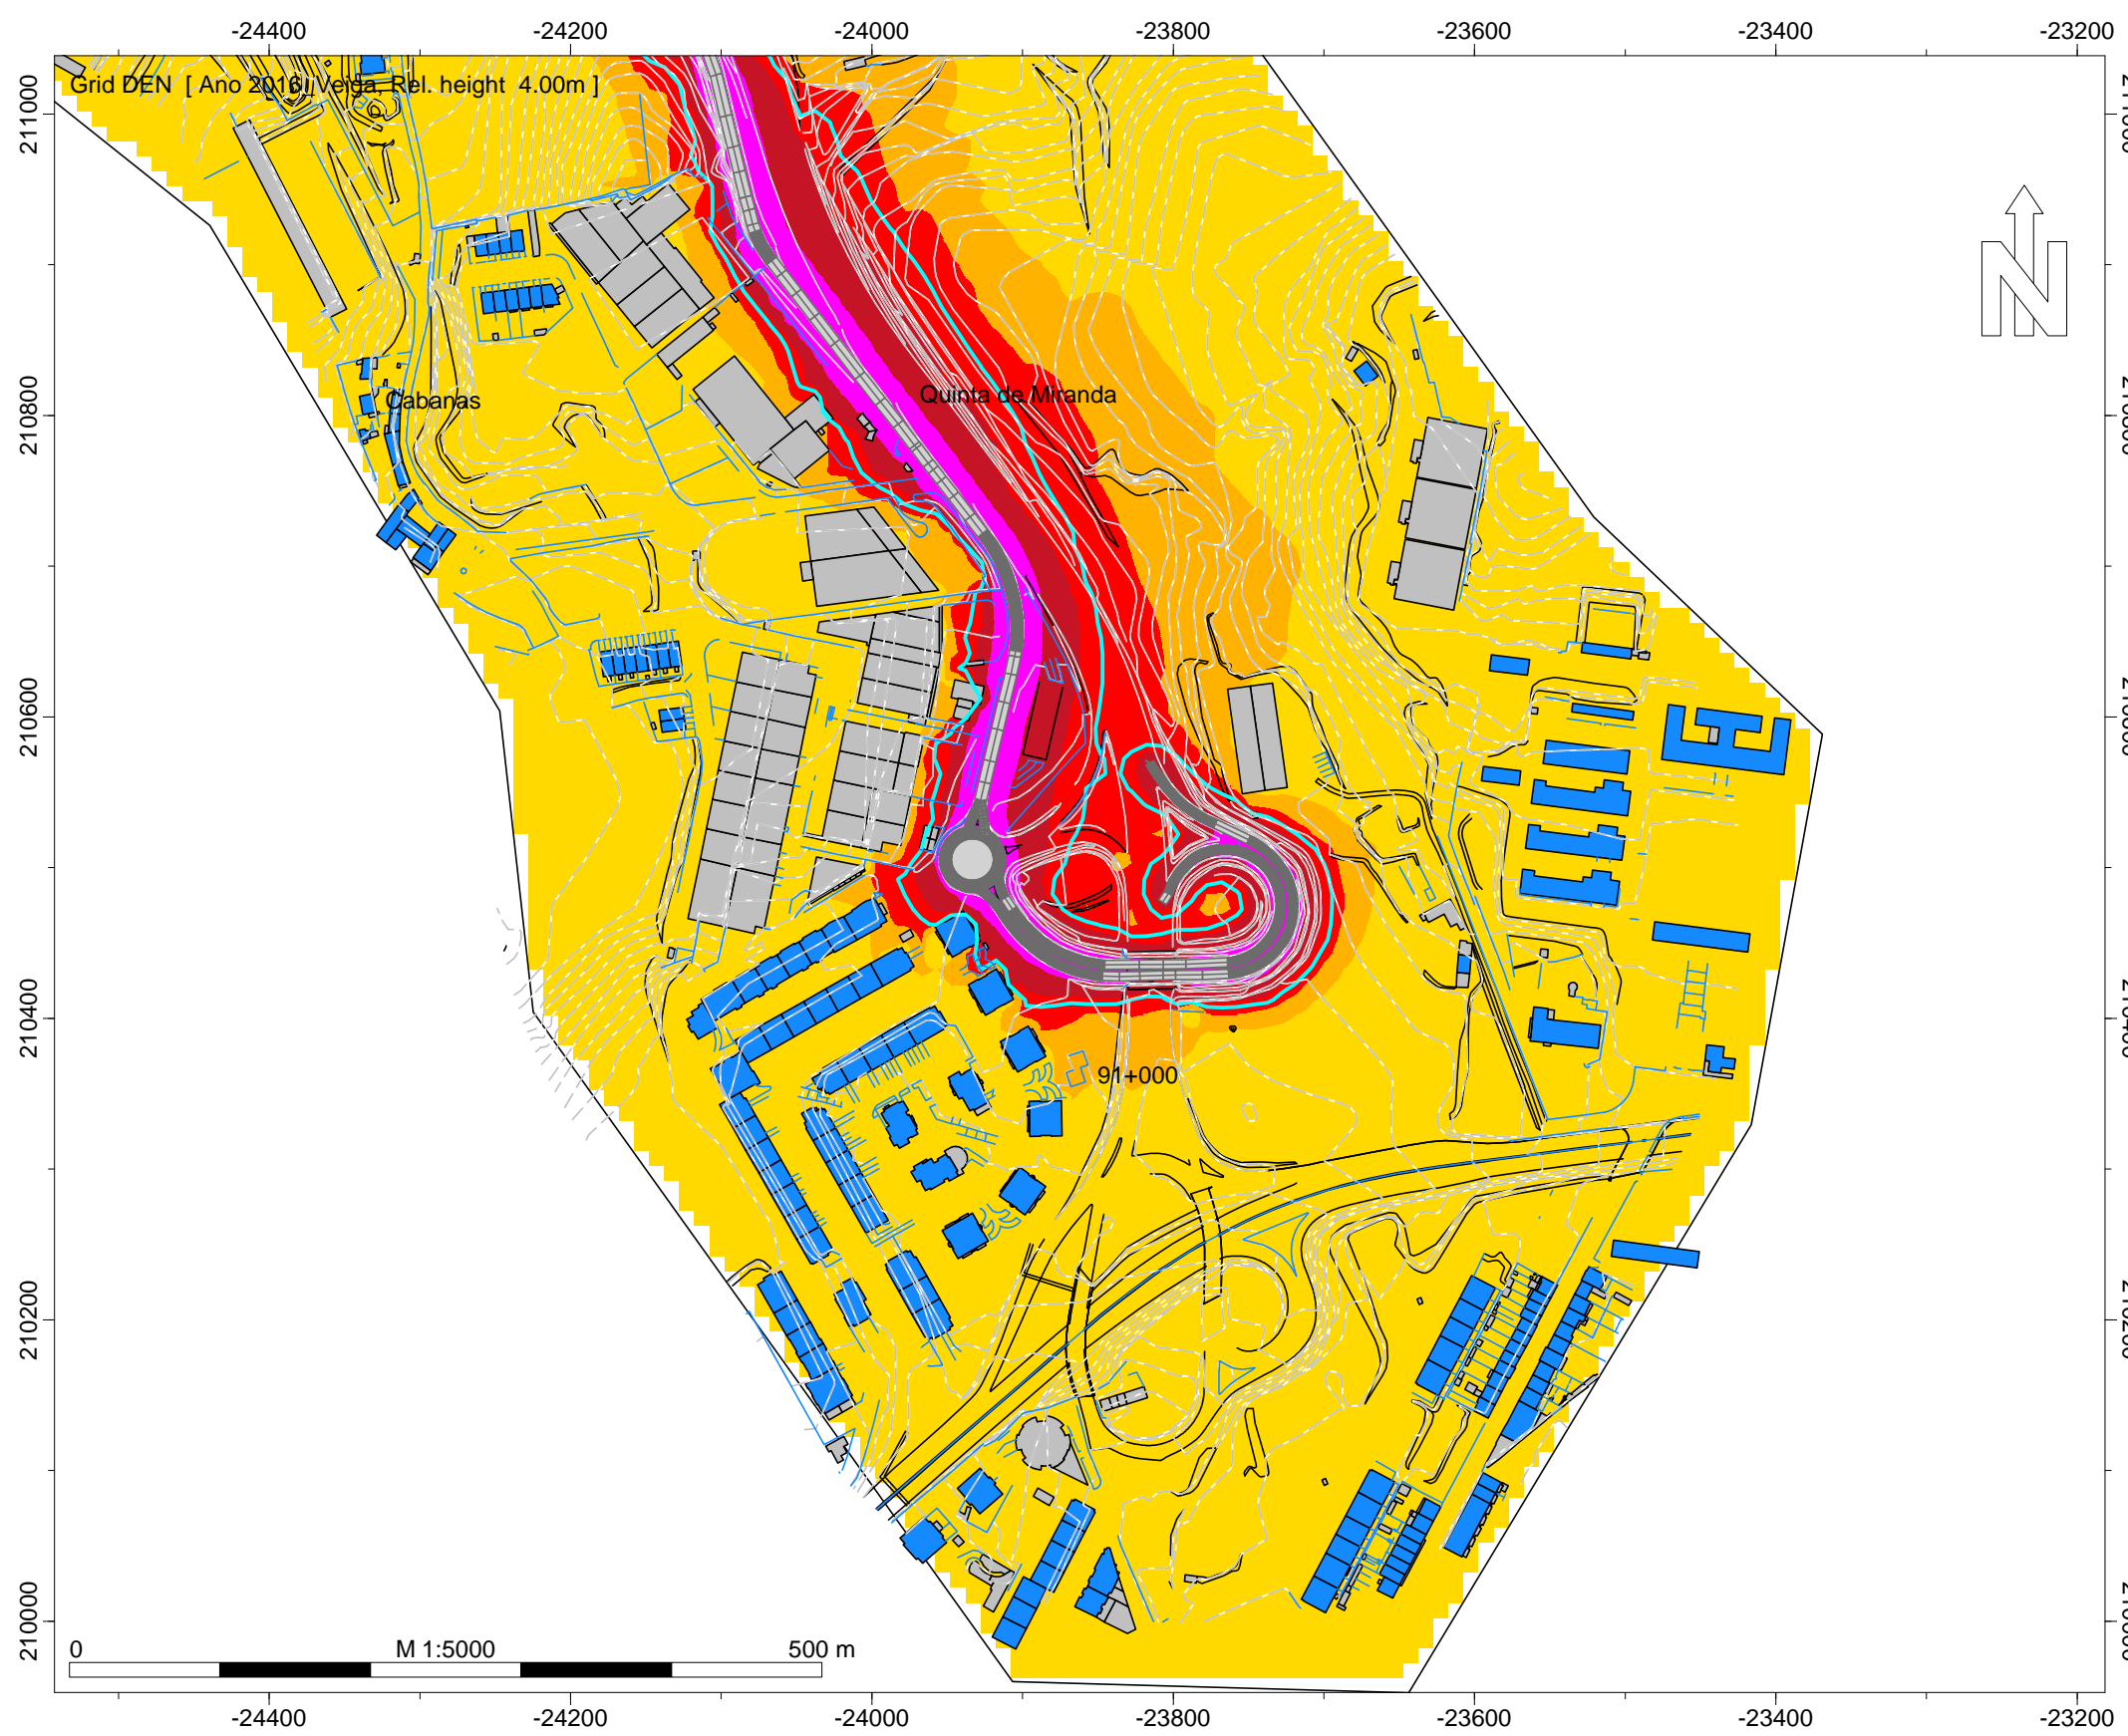 -24400 -24200 -24000 -23800 -23600 -23400 -23200
Grid DEN [ Ano 2016, Veiga, Rel. height 4.00m ]
211000
N
210800
Cabanas
Quinta de Miranda
210600
210400
91+000
210200
210000
0 M 1:5000 500 m
-24400 -24200 -24000 -23800 -23600 -23400 -23200